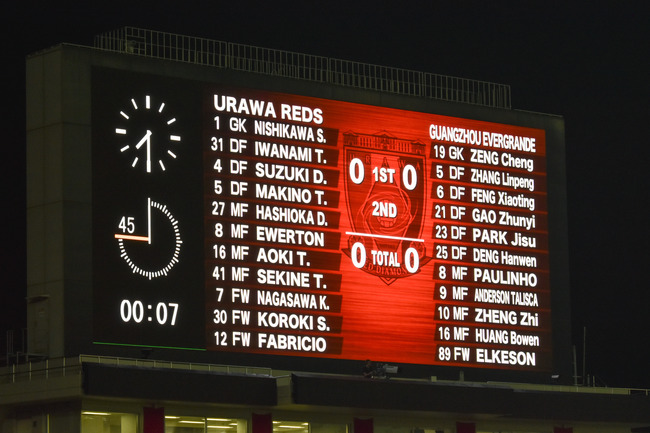 URAWA REDS
1 GK NISHIKAWA S.
31 DF IWANAMI T.
4 DF SUZUKI D.
5 DF MAKINO T.
27 MF HASHIOKA D.
8 MF EWERTON
16 MF AOKI T.
41 MF SEKINE T.
7 FW NAGASAWA K.
30 FW KOROKI S.
12 FW FABRICIO
0 1ST 0
2ND
0 TOTAL 0
GUANGZHOU EVERGRANDE
19 GK ZENG Cheng
5 DF ZHANG Linpeng
6 DF FENG Xiaoting
21 DF GAO Zhunyi
23 DF PARK Jisu
25 DF DENG Hanwen
8 MF PAULINHO
9 MF ANDERSON TALISCA
10 MF ZHENG Zhi
16 MF HUANG Bowen
89 FW ELKESON
45
00:07